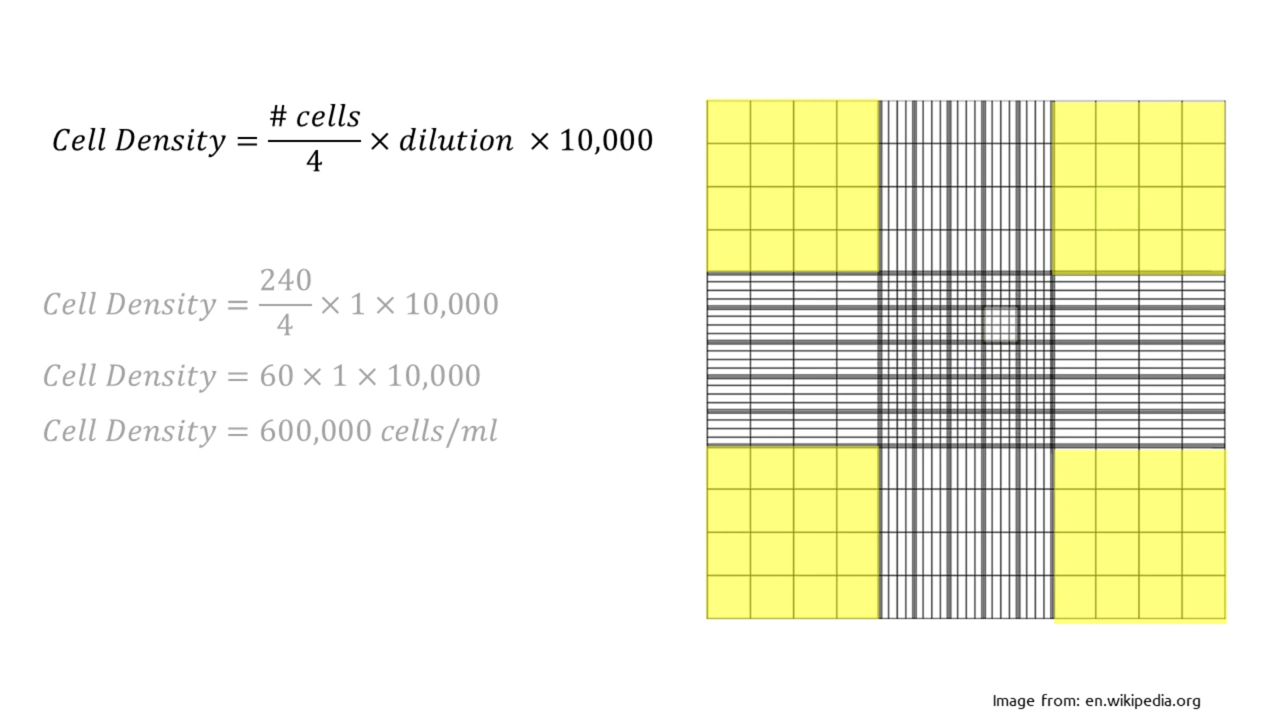 Cell Density = # cells / 4 × dilution × 10,000
Cell Density = 240 / 4 × 1 × 10,000
Cell Density = 60 × 1 × 10,000
Cell Density = 600,000 cells/ml
Image from: en.wikipedia.org